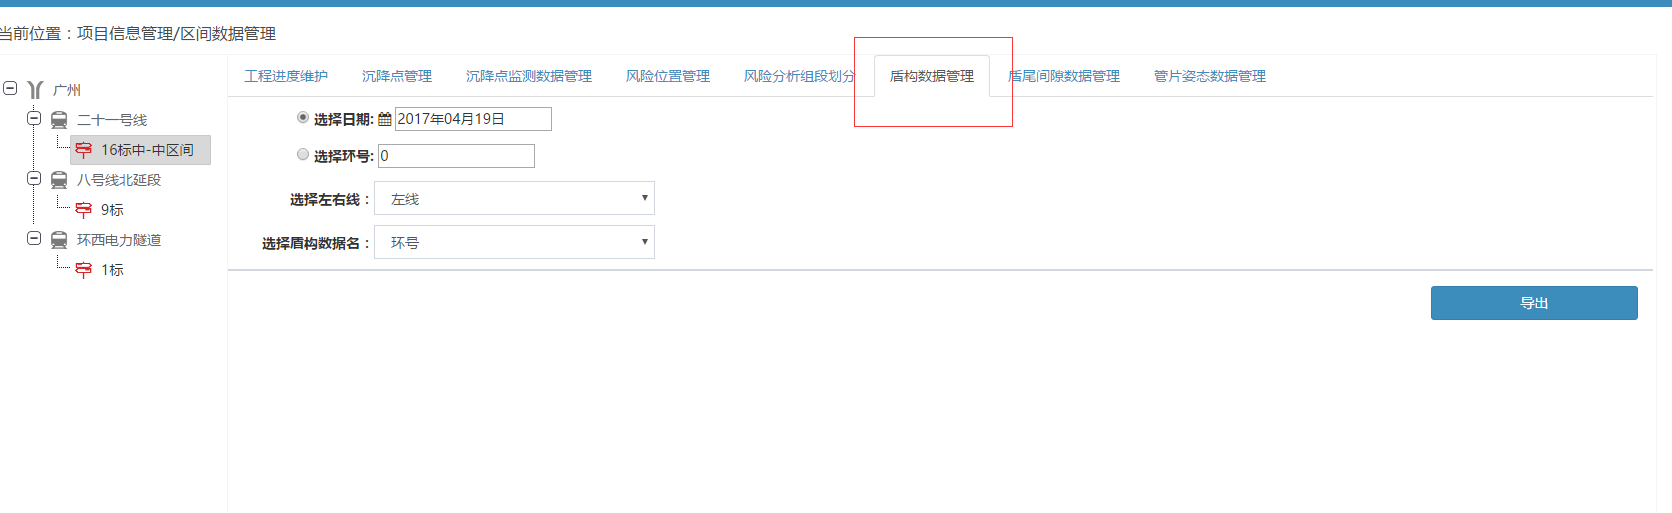 当前位置：项目信息管理/区间数据管理
广州
二十一号线
16标中-中区间
八号线北延段
9标
环西电力隧道
1标
工程进度维护 沉降点管理 沉降点监测数据管理 风险位置管理 风险分析组段划分 盾构数据管理 盾尾间隙数据管理 管片姿态数据管理
选择日期: 2017年04月19日
选择环号: 0
选择左右线： 左线
选择盾构数据名： 环号
导出